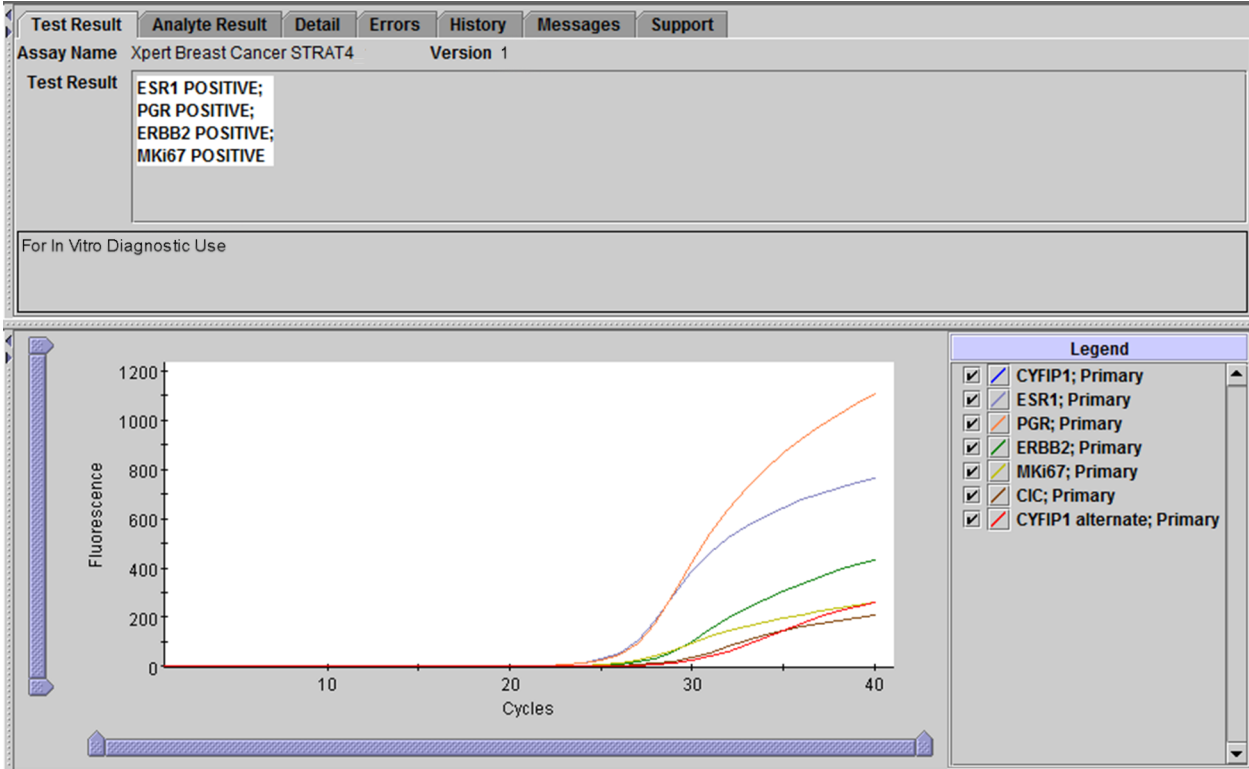 Test Result Analyte Result Detail Errors History Messages Support
Assay Name Xpert Breast Cancer STRAT4 Version 1
Test Result
ESR1 POSITIVE;
PGR POSITIVE;
ERBB2 POSITIVE;
MKi67 POSITIVE
For In Vitro Diagnostic Use
1200
1000
800
600
400
200
0
Fluorescence
10 20 30 40
Cycles
Legend
CYFIP1; Primary
ESR1; Primary
PGR; Primary
ERBB2; Primary
MKi67; Primary
CIC; Primary
CYFIP1 alternate; Primary